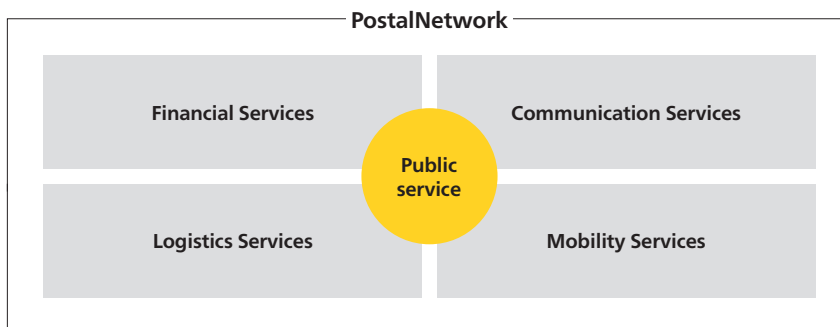 PostalNetwork
Financial Services
Communication Services
Public
service
Logistics Services
Mobility Services